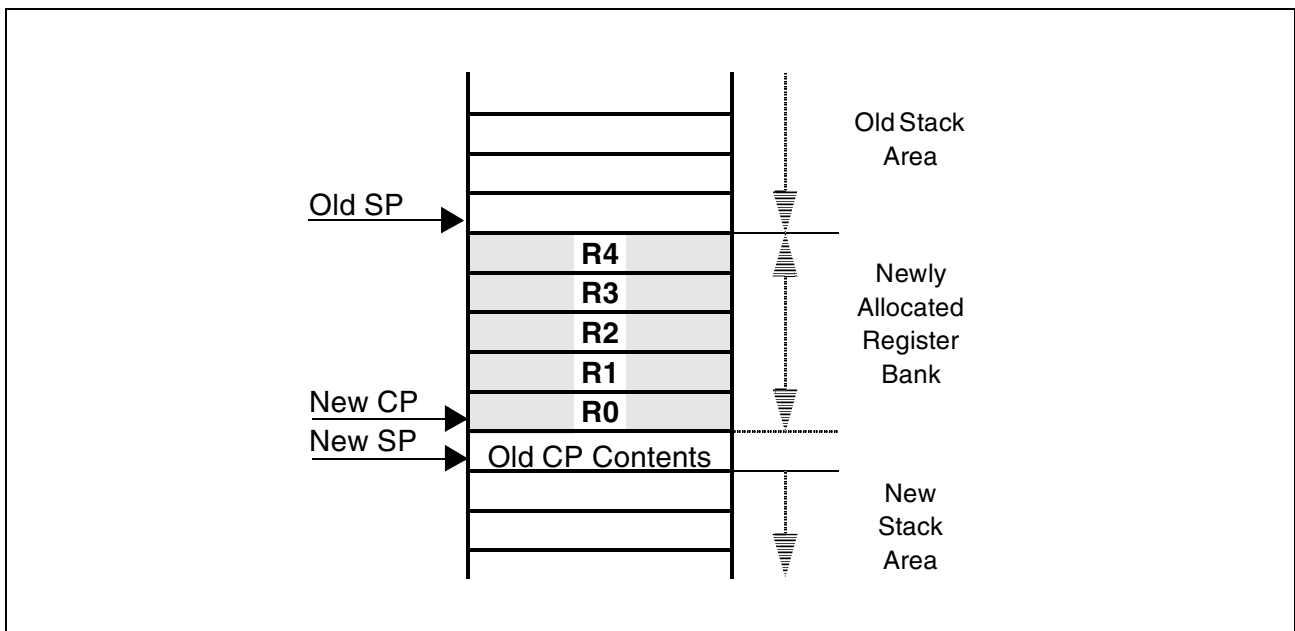 Old Stack
Area
Old SP
R4
R3
R2
R1
R0
Newly
Allocated
Register
Bank
New CP
New SP
Old CP Contents
New
Stack
Area